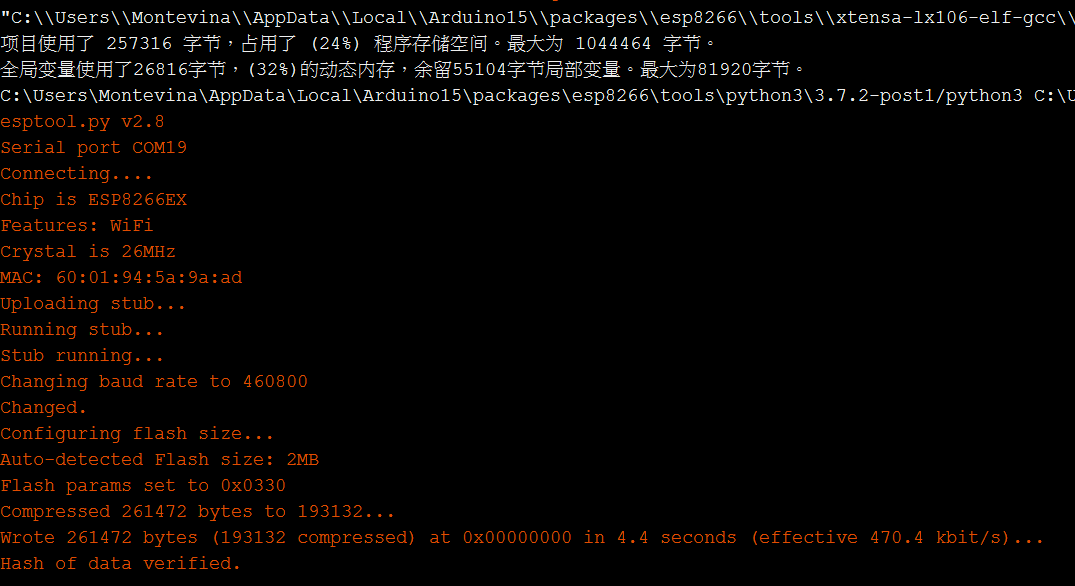 "C:\\Users\\Montevina\\AppData\\Local\\Arduino15\\packages\\esp8266\\tools\\xtensa-lx106-elf-gcc\\
项目使用了 257316 字节，占用了 (24%) 程序存储空间。最大为 1044464 字节。
全局变量使用了26816字节，(32%)的动态内存，余留55104字节局部变量。最大为81920字节。
C:\Users\Montevina\AppData\Local\Arduino15\packages\esp8266\tools\python3\3.7.2-post1/python3 C:\U
esptool.py v2.8
Serial port COM19
Connecting....
Chip is ESP8266EX
Features: WiFi
Crystal is 26MHz
MAC: 60:01:94:5a:9a:ad
Uploading stub...
Running stub...
Stub running...
Changing baud rate to 460800
Changed.
Configuring flash size...
Auto-detected Flash size: 2MB
Flash params set to 0x0330
Compressed 261472 bytes to 193132...
Wrote 261472 bytes (193132 compressed) at 0x00000000 in 4.4 seconds (effective 470.4 kbit/s)...
Hash of data verified.